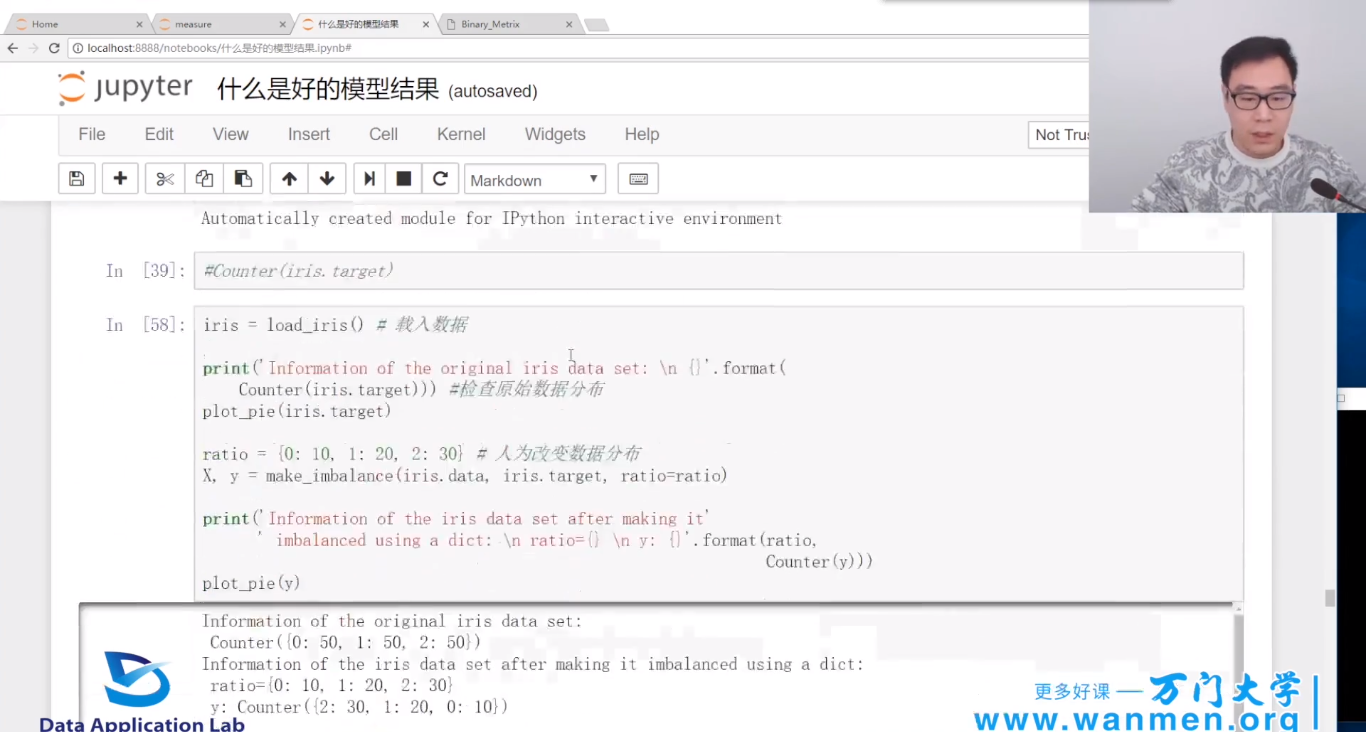 Home
measure
什么是好的模型结果
Binary_Metrix
localhost:8888/notebooks/什么是好的模型结果.ipynb#
jupyter 什么是好的模型结果 (autosaved)
File Edit View Insert Cell Kernel Widgets Help
Not
Markdown
Automatically created module for IPython interactive environment
In [39]: #Counter(iris.target)
In [58]: iris = load_iris() # 载入数据
print('Information of the original iris data set: \n {}'.format(
Counter(iris.target))) #检查原始数据分布
plot_pie(iris.target)
ratio = {0: 10, 1: 20, 2: 30} # 人为改变数据分布
X, y = make_imbalance(iris.data, iris.target, ratio=ratio)
print('Information of the iris data set after making it'
' imbalanced using a dict: \n ratio={} \n y: {}'.format(ratio,
Counter(y)))
plot_pie(y)
Information of the original iris data set:
Counter({0: 50, 1: 50, 2: 50})
Information of the iris data set after making it imbalanced using a dict:
ratio={0: 10, 1: 20, 2: 30}
y: Counter({2: 30, 1: 20, 0: 10})
Data Application Lab
更多好课 — 万门大学
www.wanmen.org